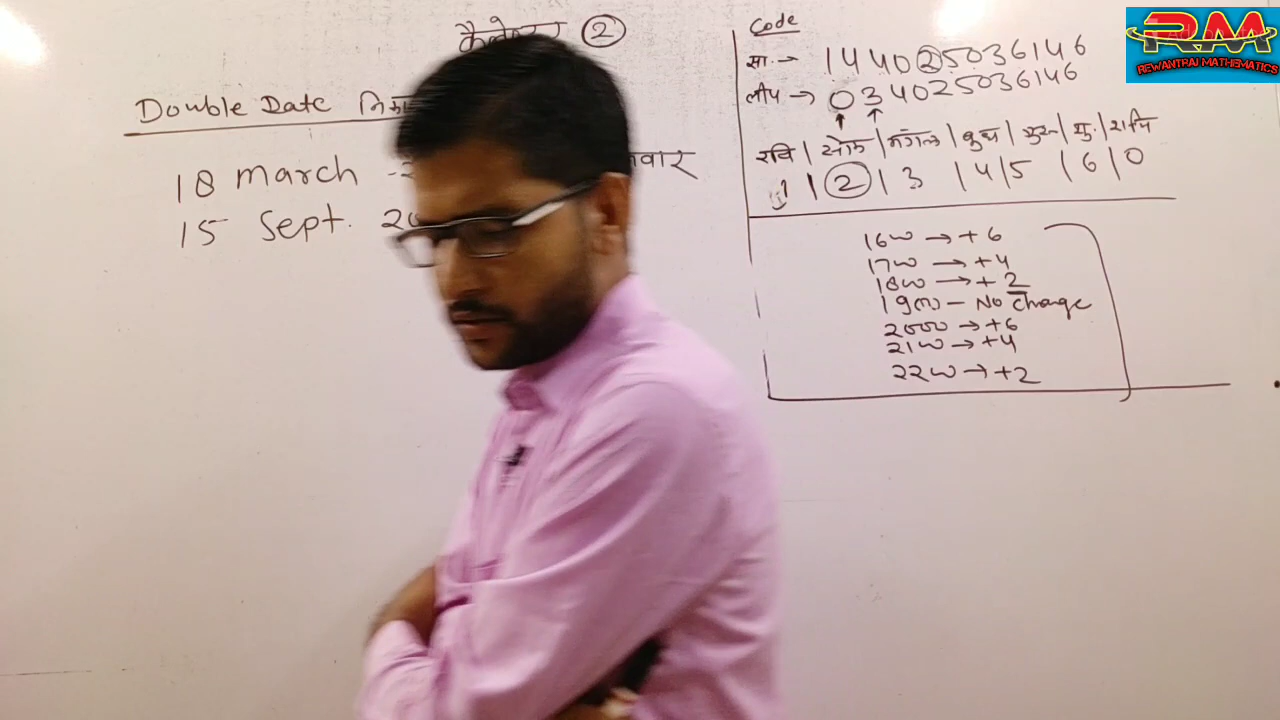 कैलेण्डर ②
Double Date
18 March
15 Sept. 20
Code
सा. → 144025036146
लीप → 034025036146
रवि | सोम | मंगल | बुध | गुरु | शु. | शनि
1 | 2 | 3 | 4 | 5 | 6 | 0
1600 → +6
1700 → +4
1800 → +2
1900 – No Change
2000 → +6
2100 → +4
2200 → +2
RM
REWANTRAJ MATHEMATICS